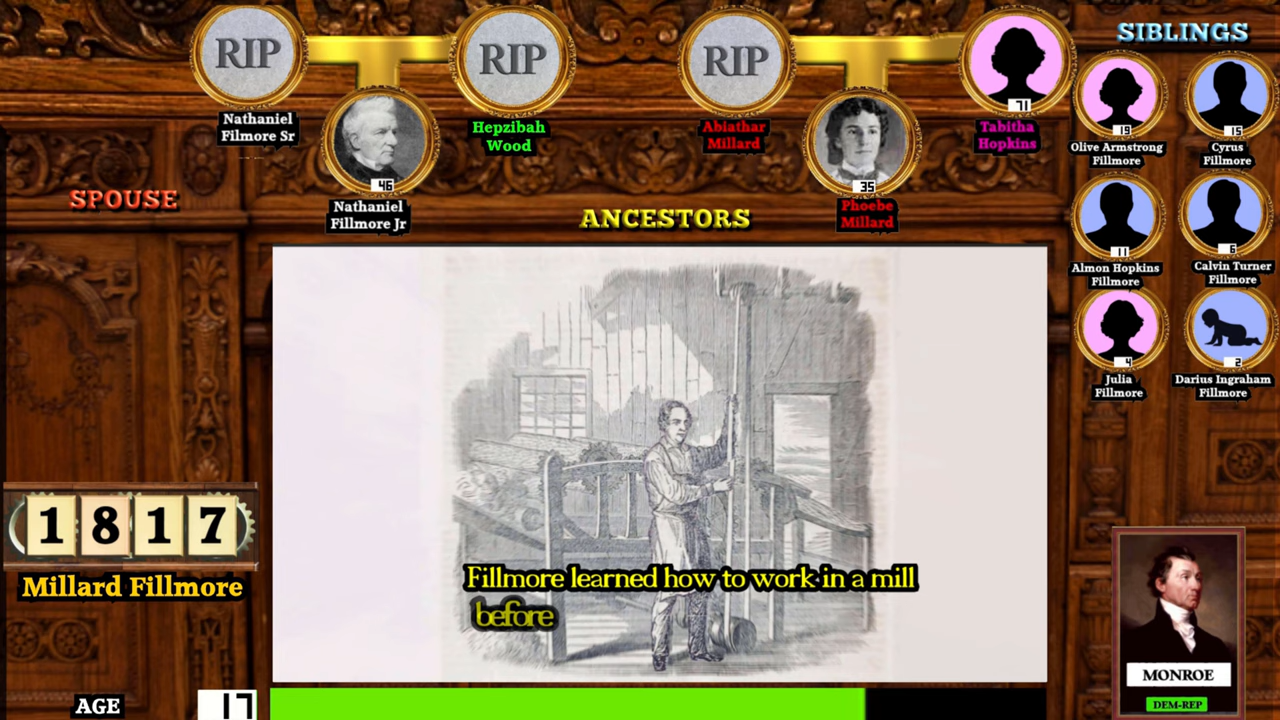 RIP
RIP
RIP
71
SIBLINGS
Nathaniel
Filmore Sr
Hepzibah
Wood
Abiathar
Millard
Tabitha
Hopkins
46
Nathaniel
Fillmore Jr
35
Phoebe
Millard
19
Olive Armstrong
Fillmore
15
Cyrus
Fillmore
SPOUSE
ANCESTORS
11
Almon Hopkins
Fillmore
6
Calvin Turner
Fillmore
4
Julia
Fillmore
2
Darius Ingraham
Fillmore
1817
Millard Fillmore
Fillmore learned how to work in a mill
before
MONROE
DEM-REP
AGE
17